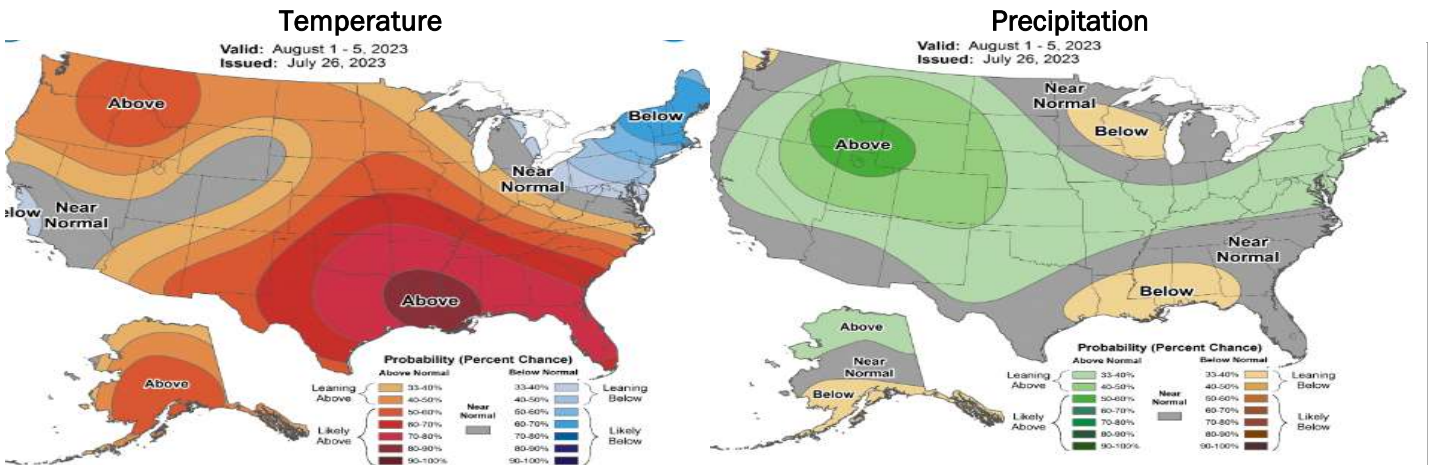 Temperature
Valid: August 1 - 5, 2023
Issued: July 26, 2023
Above
Below
Near
Normal
elow
Near
Normal
Above
Above
Probability (Percent Chance)
Above Normal
Below Normal
Leaning
Above
33-40%
40-50%
Likely
Above
50-60%
60-70%
70-80%
80-90%
90-100%
Near
Normal
33-40%
40-50%
Leaning
Below
50-60%
60-70%
70-80%
80-90%
90-100%
Likely
Below
Precipitation
Valid: August 1 - 5, 2023
Issued: July 26, 2023
Near
Normal
Below
Above
Near
Normal
Below
Above
Near
Normal
Below
Probability (Percent Chance)
Above Normal
Below Normal
Leaning
Above
33-40%
40-50%
Likely
Above
50-60%
60-70%
70-80%
80-90%
90-100%
Near
Normal
33-40%
40-50%
Leaning
Below
50-60%
60-70%
70-80%
80-90%
90-100%
Likely
Below